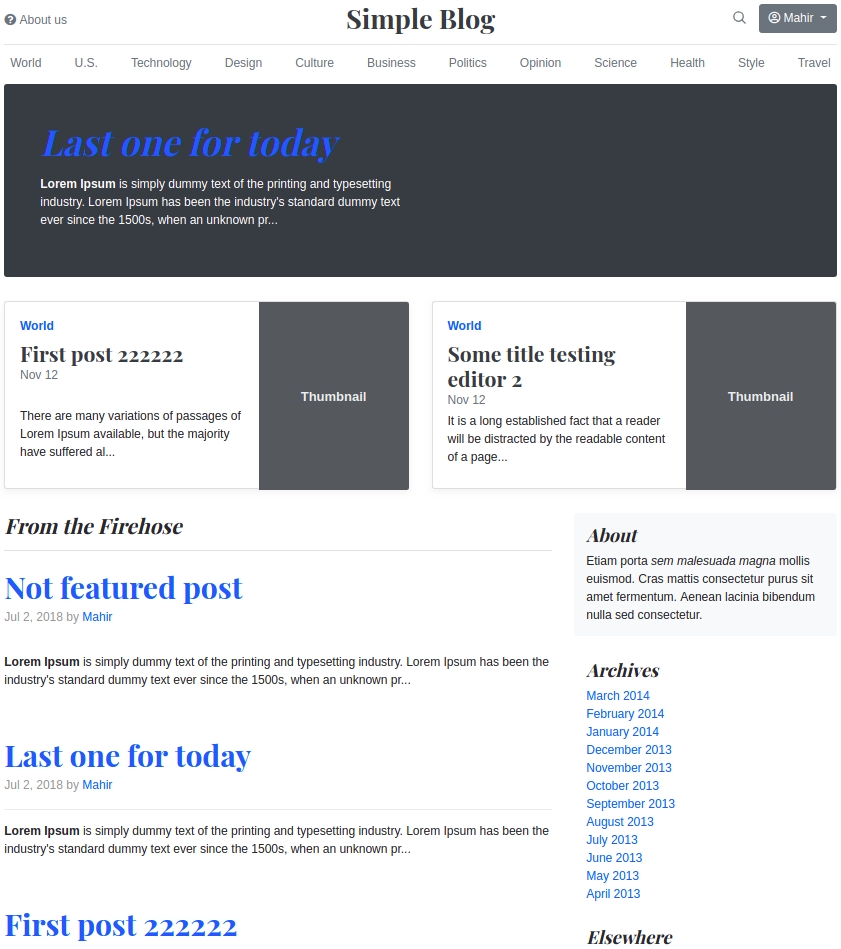 About us
Simple Blog
Mahir
World U.S. Technology Design Culture Business Politics Opinion Science Health Style Travel
Last one for today
Lorem Ipsum is simply dummy text of the printing and typesetting
industry. Lorem Ipsum has been the industry's standard dummy text
ever since the 1500s, when an unknown pr...
World
First post 222222
Nov 12
There are many variations of passages of
Lorem Ipsum available, but the majority
have suffered al...
Thumbnail
World
Some title testing
editor 2
Nov 12
It is a long established fact that a reader
will be distracted by the readable content
of a page...
Thumbnail
From the Firehose
Not featured post
Jul 2, 2018 by Mahir
Lorem Ipsum is simply dummy text of the printing and typesetting industry. Lorem Ipsum has been the
industry's standard dummy text ever since the 1500s, when an unknown pr...
Last one for today
Jul 2, 2018 by Mahir
Lorem Ipsum is simply dummy text of the printing and typesetting industry. Lorem Ipsum has been the
industry's standard dummy text ever since the 1500s, when an unknown pr...
First post 222222
About
Etiam porta sem malesuada magna mollis
euismod. Cras mattis consectetur purus sit
amet fermentum. Aenean lacinia bibendum
nulla sed consectetur.
Archives
March 2014
February 2014
January 2014
December 2013
November 2013
October 2013
September 2013
August 2013
July 2013
June 2013
May 2013
April 2013
Elsewhere